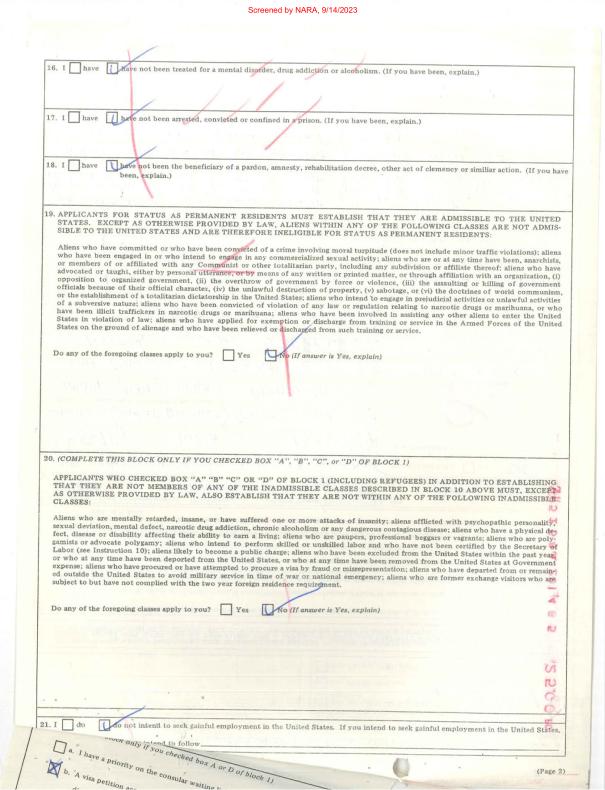 Screened by NARA, 9/14/2023
16. I have have not been treated for a mental disorder, drug addiction or alcoholism. (If you have been, explain.)
17. I have have not been arrested, convicted or confined in a prison. (If you have been, explain.)
18. I have have not been the beneficiary of a pardon, amnesty, rehabilitation decree, other act of clemency or similiar action. (If you have
been, explain.)
19. APPLICANTS FOR STATUS AS PERMANENT RESIDENTS MUST ESTABLISH THAT THEY ARE ADMISSIBLE TO THE UNITED
STATES. EXCEPT AS OTHERWISE PROVIDED BY LAW, ALIENS WITHIN ANY OF THE FOLLOWING CLASSES ARE NOT ADMIS-
SIBLE TO THE UNITED STATES AND ARE THEREFORE INELIGIBLE FOR STATUS AS PERMANENT RESIDENTS:
Aliens who have committed or who have been convicted of a crime involving moral turpitude (does not include minor traffic violations); aliens
who have been engaged in or who intend to engage in any commercialized sexual activity; aliens who are or at any time have been, anarchists,
or members of or affiliated with any Communist or other totalitarian party, including any subdivision or affiliate thereof; aliens who have
advocated or taught, either by personal utterance, or by means of any written or printed matter, or through affiliation with an organization, (i)
opposition to organized government, (ii) the overthrow of government by force or violence, (iii) the assaulting or killing of government
officials because of their official character, (iv) the unlawful destruction of property, (v) sabotage, or (vi) the doctrines of world communism,
or the establishment of a totalitarian dictatorship in the United States; aliens who intend to engage in prejudicial activities or unlawful activities
of a subversive nature; aliens who have been convicted of violation of any law or regulation relating to narcotic drugs or marihuana, or who
have been illicit traffickers in narcotic drugs or marihuana; aliens who have been involved in assisting any other aliens to enter the United
States in violation of law; aliens who have applied for exemption or discharge from training or service in the Armed Forces of the United
States on the ground of alienage and who have been relieved or discharged from such training or service.
Do any of the foregoing classes apply to you? Yes No (If answer is Yes, explain)
20. (COMPLETE THIS BLOCK ONLY IF YOU CHECKED BOX "A", "B", "C", or "D" OF BLOCK 1)
APPLICANTS WHO CHECKED BOX "A" "B" "C" OR "D" OF BLOCK 1 (INCLUDING REFUGEES) IN ADDITION TO ESTABLISHING
THAT THEY ARE NOT MEMBERS OF ANY OF THE INADMISSIBLE CLASSES DESCRIBED IN BLOCK 19 ABOVE MUST, EXCEPT
AS OTHERWISE PROVIDED BY LAW, ALSO ESTABLISH THAT THEY ARE NOT WITHIN ANY OF THE FOLLOWING INADMISSIBLE
CLASSES:
Aliens who are mentally retarded, insane, or have suffered one or more attacks of insanity; aliens afflicted with psychopathic personality,
sexual deviation, mental defect, narcotic drug addiction, chronic alcoholism or any dangerous contagious disease; aliens who have a physical de-
fect, disease or disability affecting their ability to earn a living; aliens who are paupers, professional beggars or vagrants; aliens who are poly-
gamists or advocate polygamy; aliens who intend to perform skilled or unskilled labor and who have not been certified by the Secretary of
Labor (see Instruction 10); aliens likely to become a public charge; aliens who have been excluded from the United States within the past year,
or who at any time have been deported from the United States, or who at any time have been removed from the United States at Government
expense; aliens who have procured or have attempted to procure a visa by fraud or misrepresentation; aliens who have departed from or remain-
ed outside the United States to avoid military service in time of war or national emergency; aliens who are former exchange visitors who are
subject to but have not complied with the two year foreign residence requirement.
Do any of the foregoing classes apply to you? Yes No (If answer is Yes, explain)
21. I do do not intend to seek gainful employment in the United States. If you intend to seek gainful employment in the United States,
intend to follow
only if you checked box A or D of block 1)
a. I have a priority on the consular waiting
b. A visa petition
(Page 2)